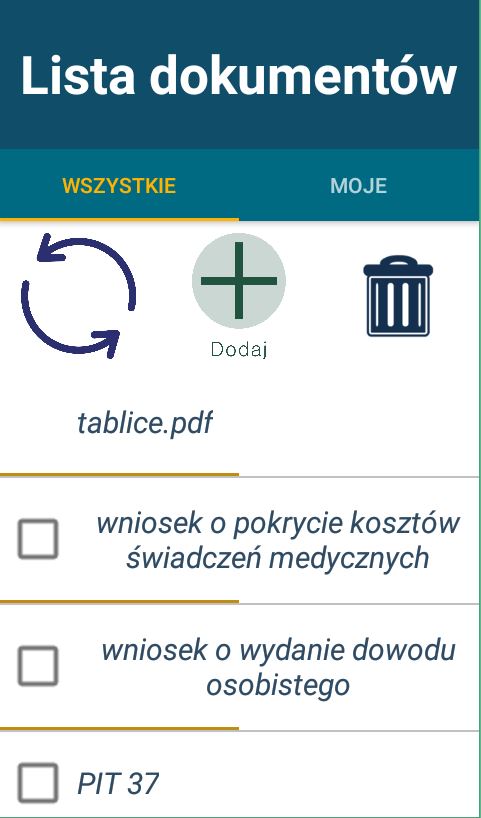 Lista dokumentów
WSZYSTKIE MOJE
Dodaj
tablice.pdf
wniosek o pokrycie kosztów
świadczeń medycznych
wniosek o wydanie dowodu
osobistego
PIT 37